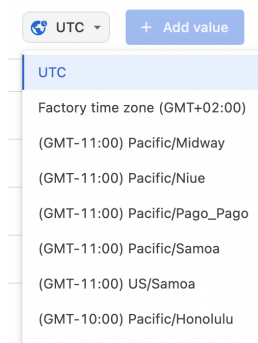 UTC
+ Add value
UTC
Factory time zone (GMT+02:00)
(GMT-11:00) Pacific/Midway
(GMT-11:00) Pacific/Niue
(GMT-11:00) Pacific/Pago_Pago
(GMT-11:00) Pacific/Samoa
(GMT-11:00) US/Samoa
(GMT-10:00) Pacific/Honolulu